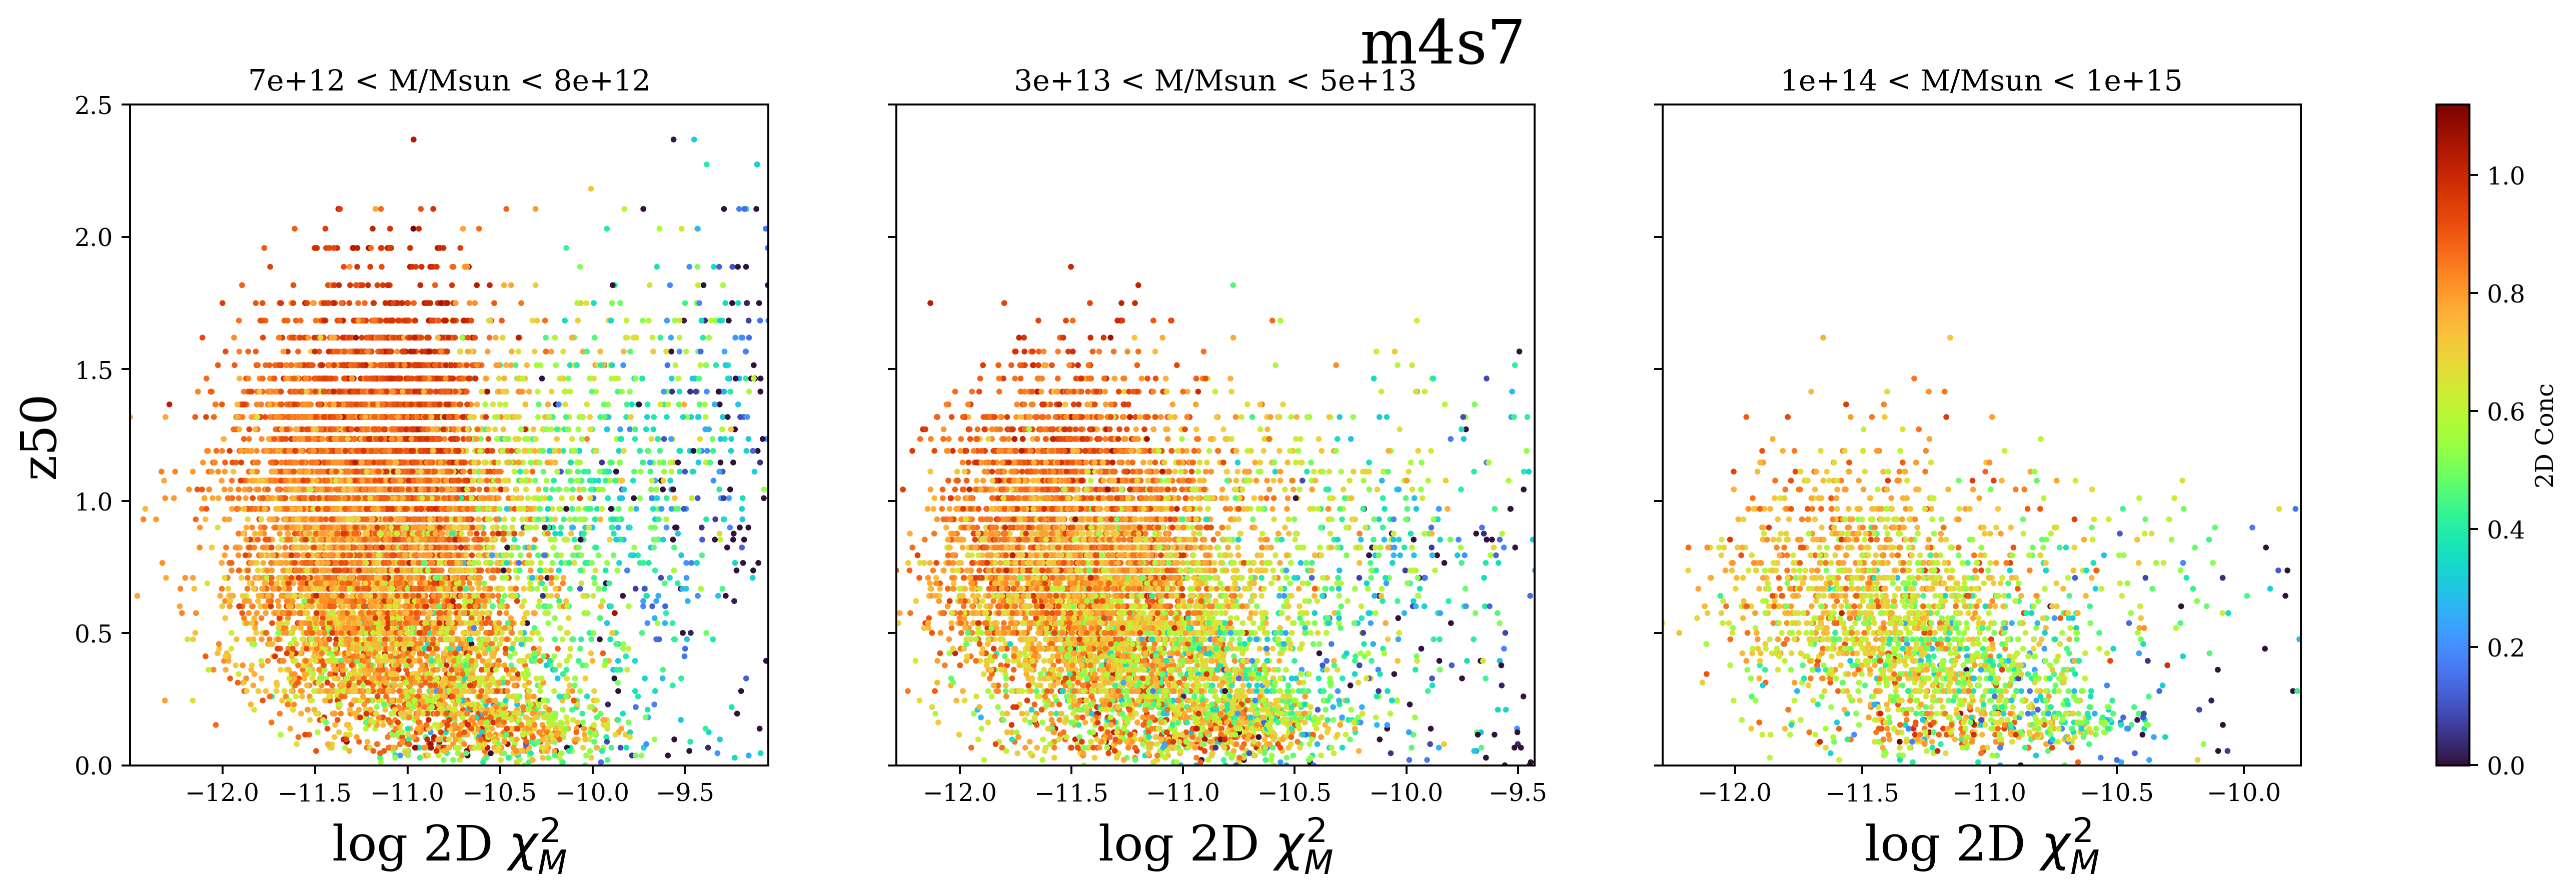 m4s7
7e+12 < M/Msun < 8e+12
3e+13 < M/Msun < 5e+13
1e+14 < M/Msun < 1e+15
z50
2.5
2.0
1.5
1.0
0.5
0.0
−12.0 −11.5 −11.0 −10.5 −10.0 −9.5
−12.0 −11.5 −11.0 −10.5 −10.0 −9.5
−12.0 −11.5 −11.0 −10.5 −10.0
log 2D χ²_M
log 2D χ²_M
log 2D χ²_M
1.0
0.8
0.6
0.4
0.2
0.0
2D Conc